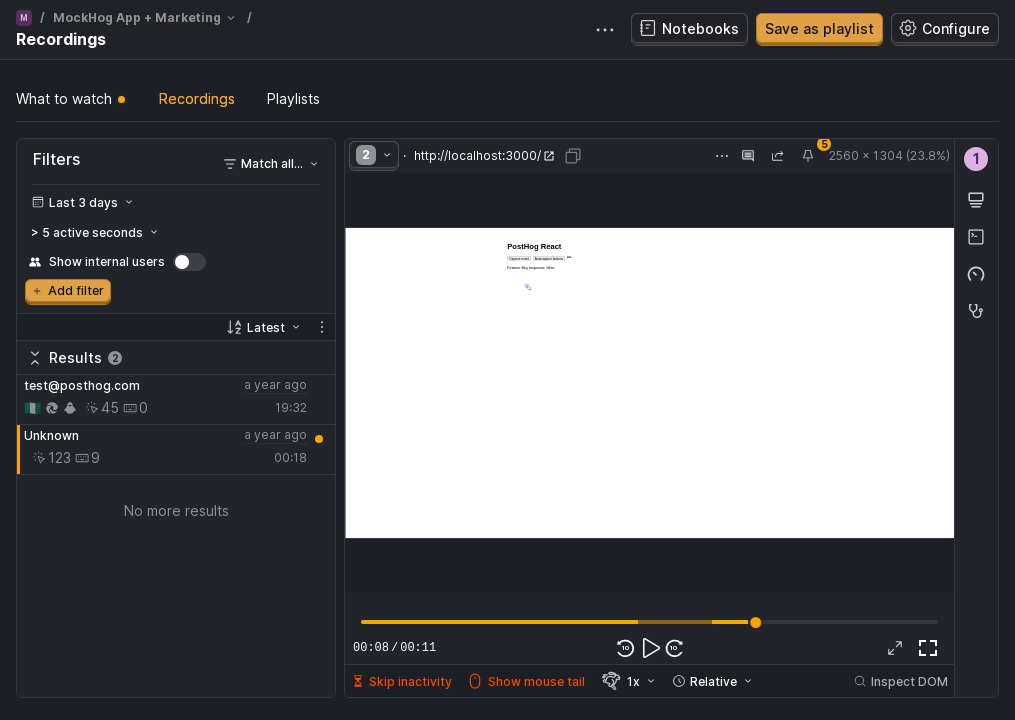 M / MockHog App + Marketing /
Recordings
Notebooks
Save as playlist
Configure
What to watch
Recordings
Playlists
Filters
Match all...
Last 3 days
> 5 active seconds
Show internal users
+ Add filter
Latest
Results 2
test@posthog.com
a year ago
45
0
19:32
Unknown
a year ago
123
9
00:18
No more results
2
· http://localhost:3000/
5
2560 × 1304 (23.8%)
1
PostHog React
Capture event
Feature flag response:
00:08/00:11
10
10
Skip inactivity
Show mouse tail
1x
Relative
Inspect DOM